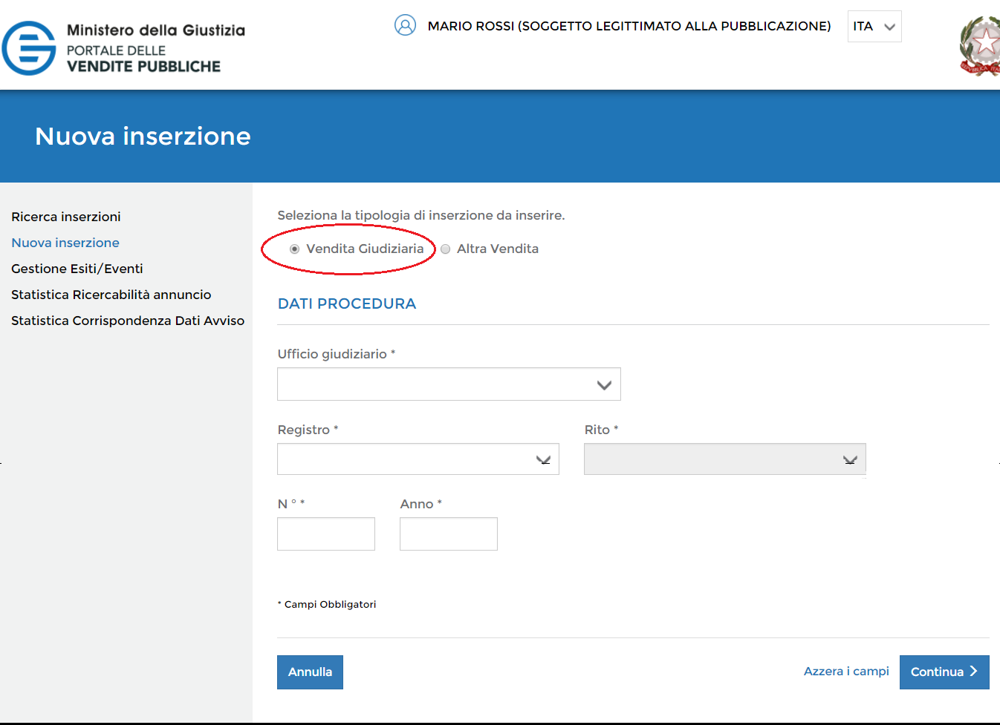 Ministero della Giustizia
PORTALE DELLE
VENDITE PUBBLICHE
MARIO ROSSI (SOGGETTO LEGITTIMATO ALLA PUBBLICAZIONE)
ITA
Nuova inserzione
Ricerca inserzioni
Nuova inserzione
Gestione Esiti/Eventi
Statistica Ricercabilità annuncio
Statistica Corrispondenza Dati Avviso
Seleziona la tipologia di inserzione da inserire.
Vendita Giudiziaria Altra Vendita
DATI PROCEDURA
Ufficio giudiziario *
Registro * Rito *
N ° * Anno *
* Campi Obbligatori
Annulla Azzera i campi Continua